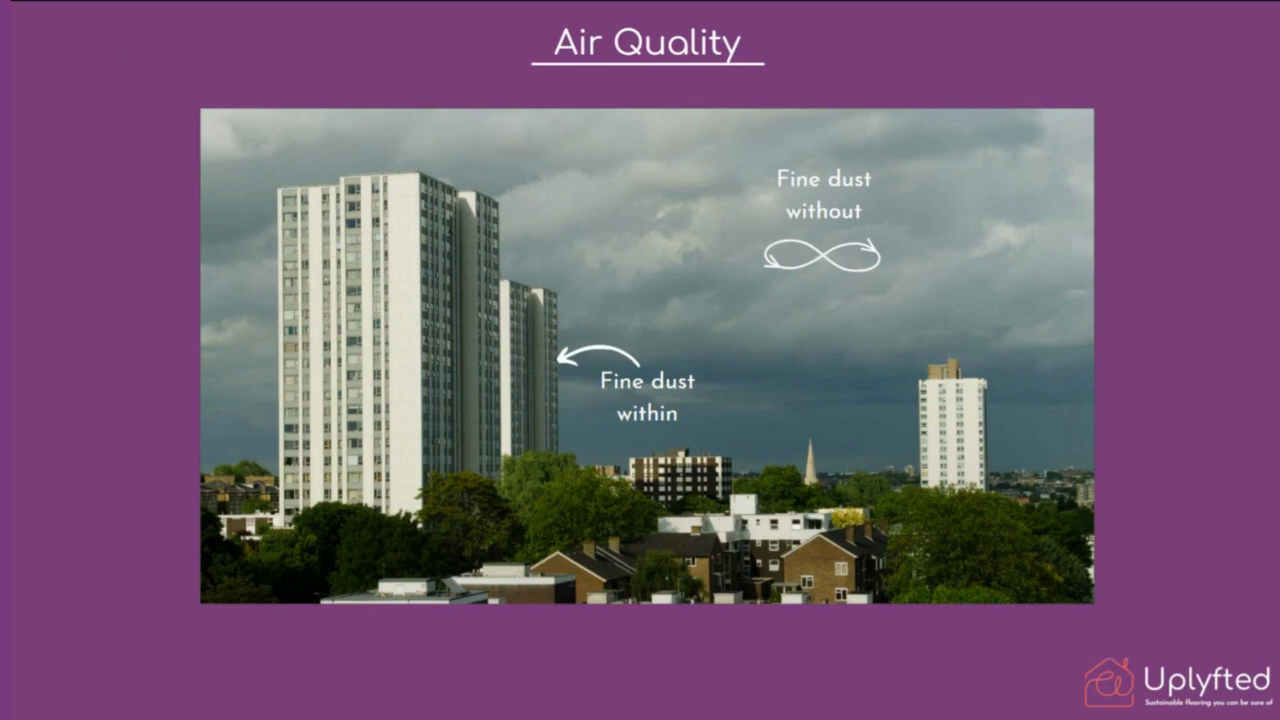 Air Quality
Fine dust
without
Fine dust
within
Uplyfted
Sustainable flooring you can be sure of